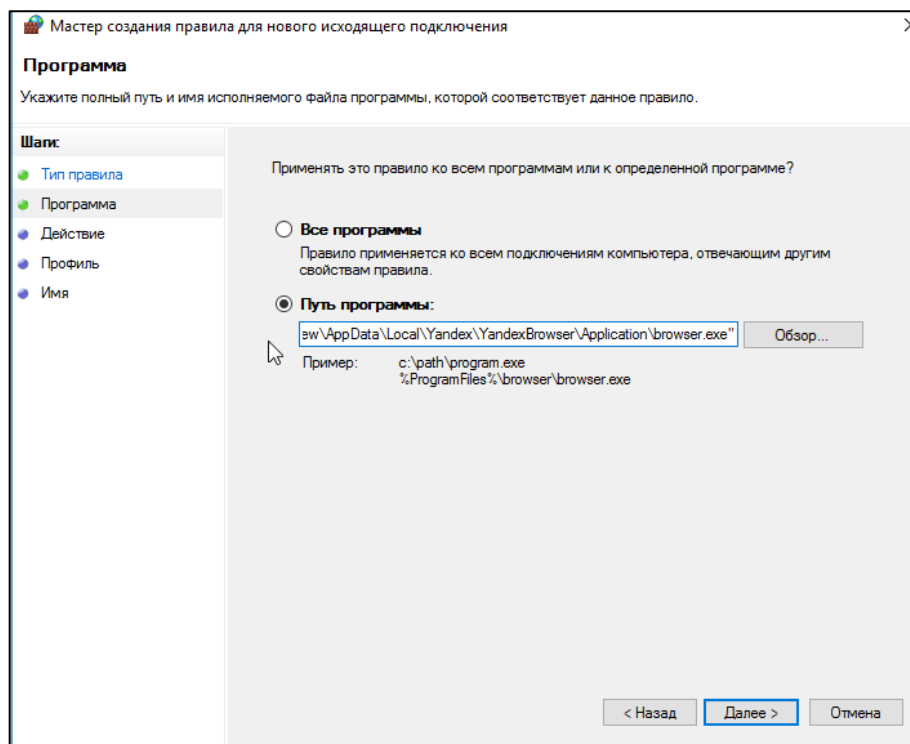 Мастер создания правила для нового исходящего подключения
Программа
Укажите полный путь и имя исполняемого файла программы, которой соответствует данное правило.
Шаги:
Тип правила
Программа
Действие
Профиль
Имя
Применять это правило ко всем программам или к определенной программе?
Все программы
Правило применяется ко всем подключениям компьютера, отвечающим другим
свойствам правила.
Путь программы:
ew\AppData\Local\Yandex\YandexBrowser\Application\browser.exe"
Обзор...
Пример: c:\path\program.exe
%ProgramFiles%\browser\browser.exe
< Назад
Далее >
Отмена